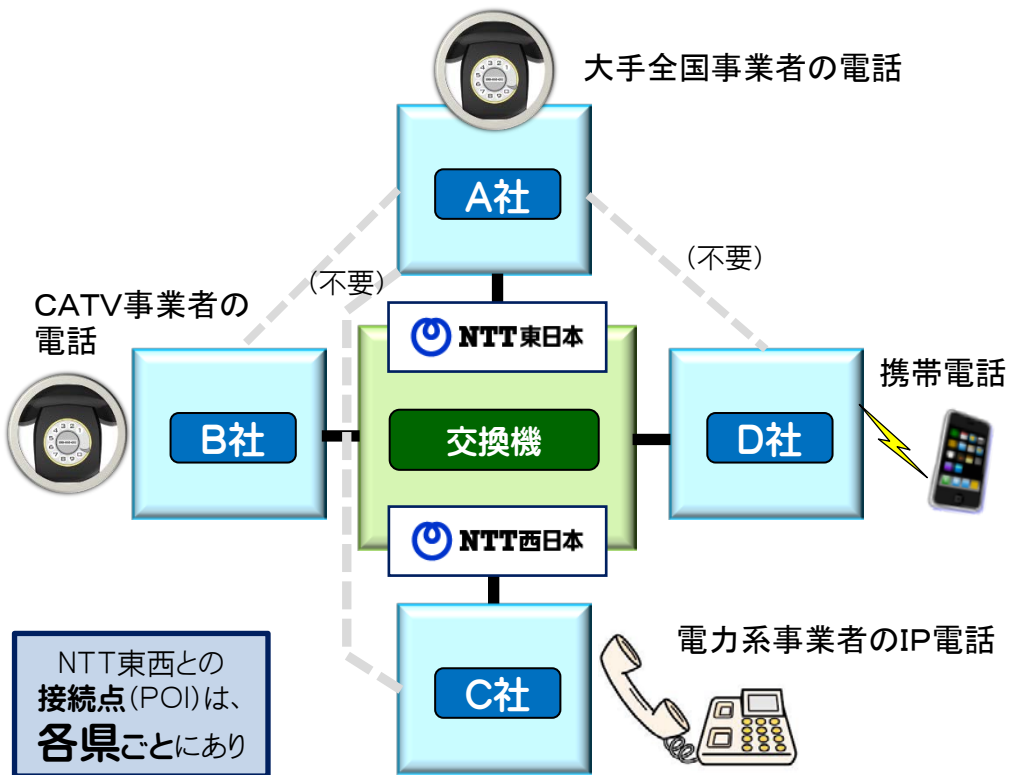 大手全国事業者の電話
A社
(不要)
(不要)
CATV事業者の
電話
NTT東日本
携帯電話
B社
交換機
D社
NTT西日本
電力系事業者のIP電話
C社
NTT東西との
接続点(POI)は、
各県ごとにあり